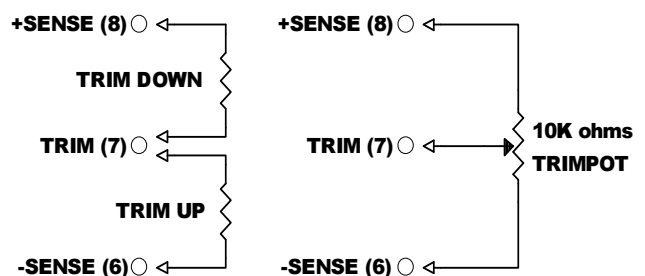 +SENSE (8)
TRIM DOWN
TRIM (7)
TRIM UP
-SENSE (6)
+SENSE (8)
TRIM (7)
10K ohms
TRIMPOT
-SENSE (6)